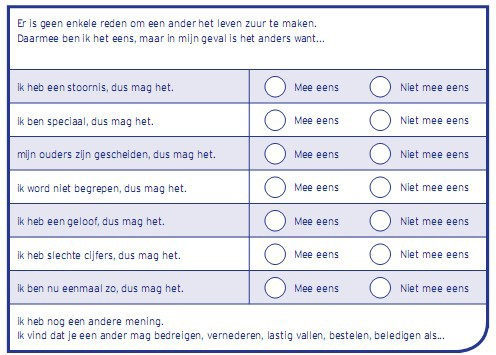 Er is geen enkele reden om een ander het leven zuur te maken.
Daarmee ben ik het eens, maar in mijn geval is het anders want...
ik heb een stoornis, dus mag het. Mee eens Niet mee eens
ik ben speciaal, dus mag het. Mee eens Niet mee eens
mijn ouders zijn gescheiden, dus mag het. Mee eens Niet mee eens
ik word niet begrepen, dus mag het. Mee eens Niet mee eens
ik heb een geloof, dus mag het. Mee eens Niet mee eens
ik heb slechte cijfers, dus mag het. Mee eens Niet mee eens
ik ben nu eenmaal zo, dus mag het. Mee eens Niet mee eens
ik heb nog een andere mening.
Ik vind dat je een ander mag bedreigen, vernederen, lastig vallen, bestelen, beledigen als...